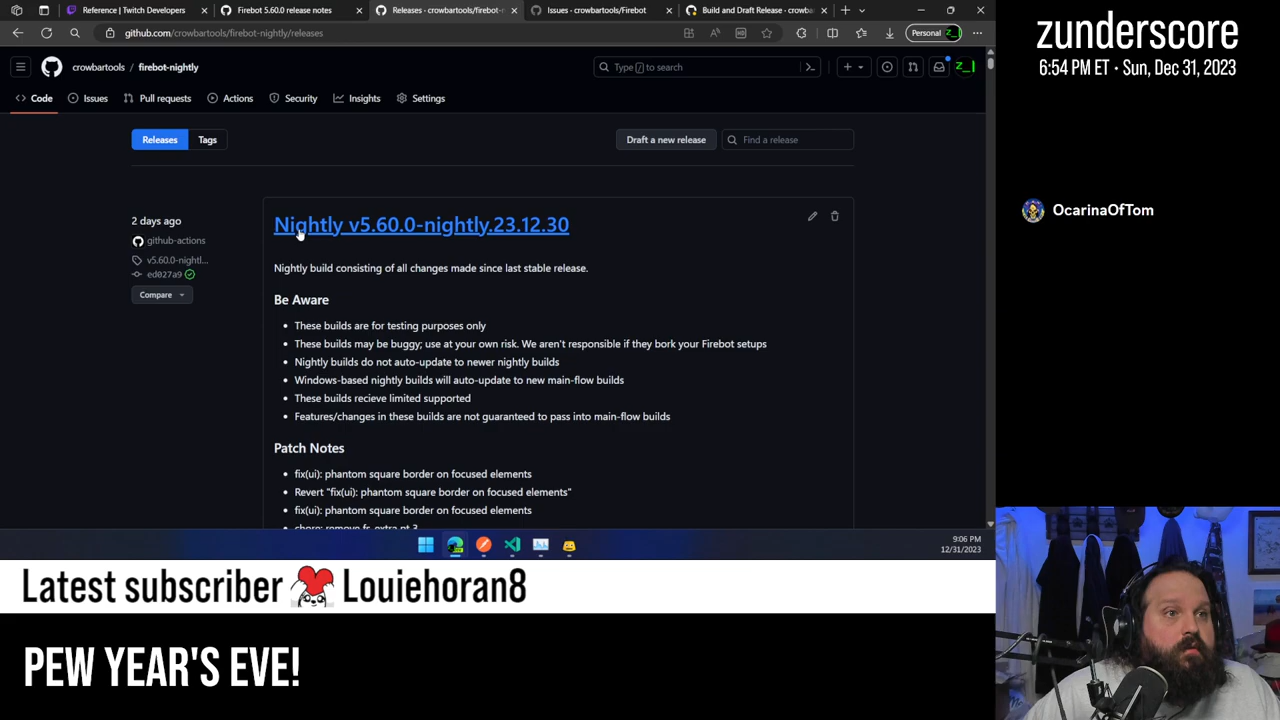 Reference | Twitch Developers
Firebot 5.60.0 release notes
Releases · crowbartools/firebot-n
Issues · crowbartools/Firebot
Build and Draft Release · crowba
github.com/crowbartools/firebot-nightly/releases
Personal
crowbartools / firebot-nightly
Type / to search
Code
Issues
Pull requests
Actions
Security
Insights
Settings
Releases
Tags
Draft a new release
Find a release
2 days ago
github-actions
v5.60.0-nightl...
ed027a9
Compare
Nightly v5.60.0-nightly.23.12.30
Nightly build consisting of all changes made since last stable release.
Be Aware
These builds are for testing purposes only
These builds may be buggy; use at your own risk. We aren't responsible if they bork your Firebot setups
Nightly builds do not auto-update to newer nightly builds
Windows-based nightly builds will auto-update to new main-flow builds
These builds recieve limited supported
Features/changes in these builds are not guaranteed to pass into main-flow builds
Patch Notes
fix(ui): phantom square border on focused elements
Revert "fix(ui): phantom square border on focused elements"
fix(ui): phantom square border on focused elements
chore: remove fs-extra pt 3
9:06 PM
12/31/2023
zunderscore
6:54 PM ET · Sun, Dec 31, 2023
OcarinaOfTom
Latest subscriber Louiehoran8
PEW YEAR'S EVE!